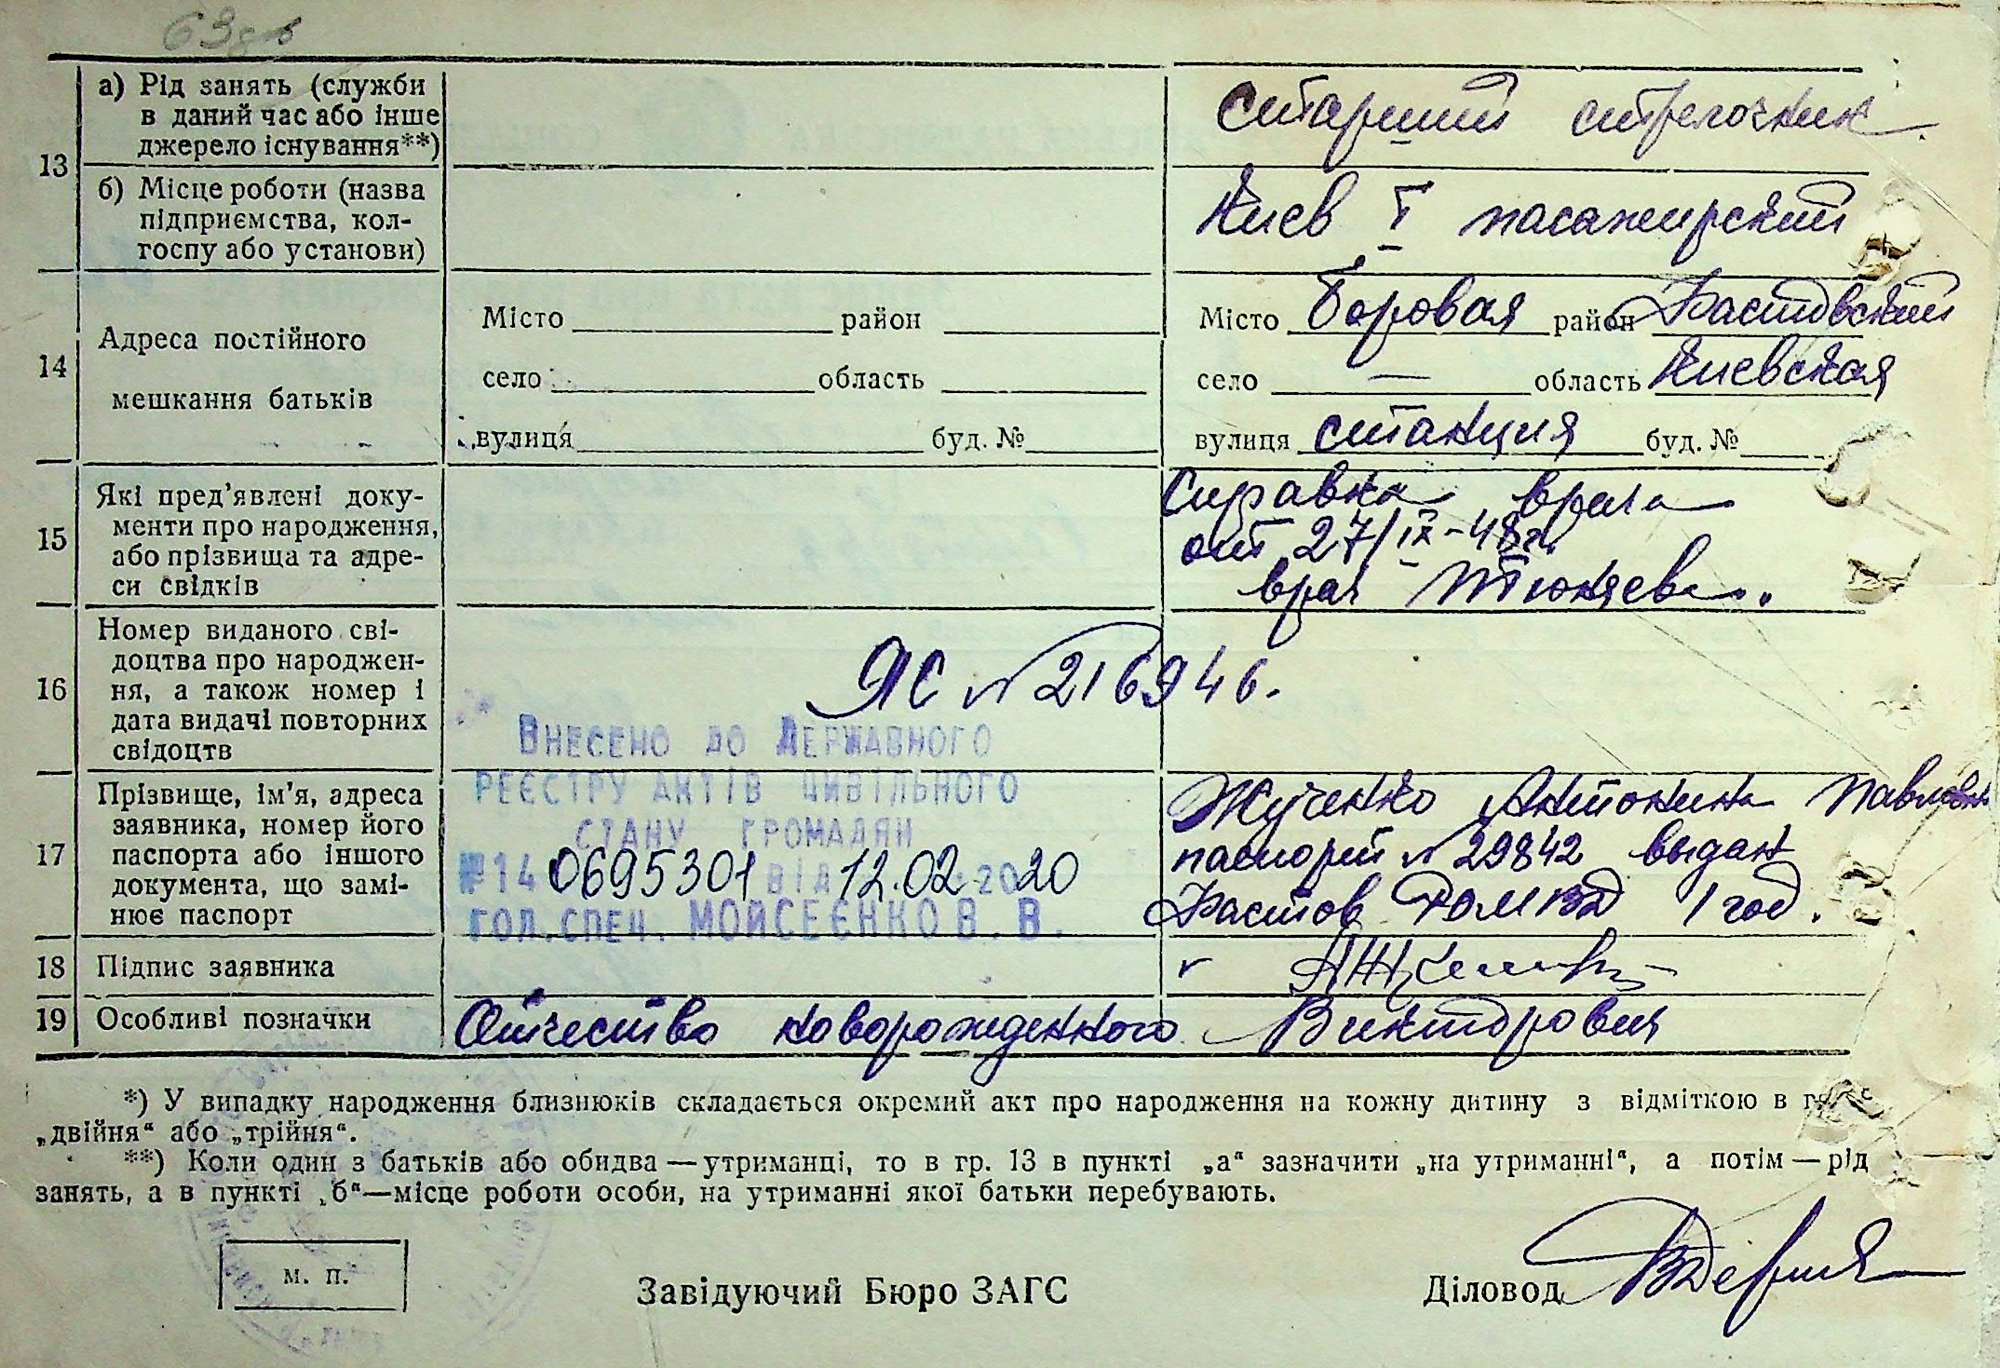 63
13
а) Рід занять (служби
в даний час або інше
джерело існування**)
Старший стрелочник
б) Місце роботи (назва
підприємства, кол-
госпу або установи)
Киев I пасажирский
14
Адреса постійного
мешкання батьків
Місто район
село область
вулиця буд. №
Місто Боровая район Фастовский
село — область Киевская
вулиця станция буд. №
15
Які пред’явлені доку-
менти про народження,
або прізвища та адре-
си свідків
Справка врача
от 27/IX-48г.
врач Тюняева.
16
Номер виданого сві-
доцтва про народжен-
ня, а також номер і
дата видачі повторних
свідоцтв
ЯС № 216946.
Внесено до Державного
реєстру актів цивільного
стану громадян
№14 0695301 від 12.02.2020
гол. спец. Мойсеєнко В. В.
17
Прізвище, ім’я, адреса
заявника, номер його
паспорта або іншого
документа, що замі-
нює паспорт
Жученко Антонина Павловна
паспорт № 29842 выдан
Фастов РОМВД 1 год.
18
Підпис заявника
19
Особливі позначки
Отчество новорожденного Викторовия
*) У випадку народження близнюків складається окремий акт про народження на кожну дитину з відміткою в г
„двійня“ або „трійня“.
**) Коли один з батьків або обидва — утриманці, то в гр. 13 в пункті „а“ зазначити „на утриманні“, а потім — рід
занять, а в пункті „б“—місце роботи особи, на утриманні якої батьки перебувають.
м. п.
Завідуючий Бюро ЗАГС
Діловод